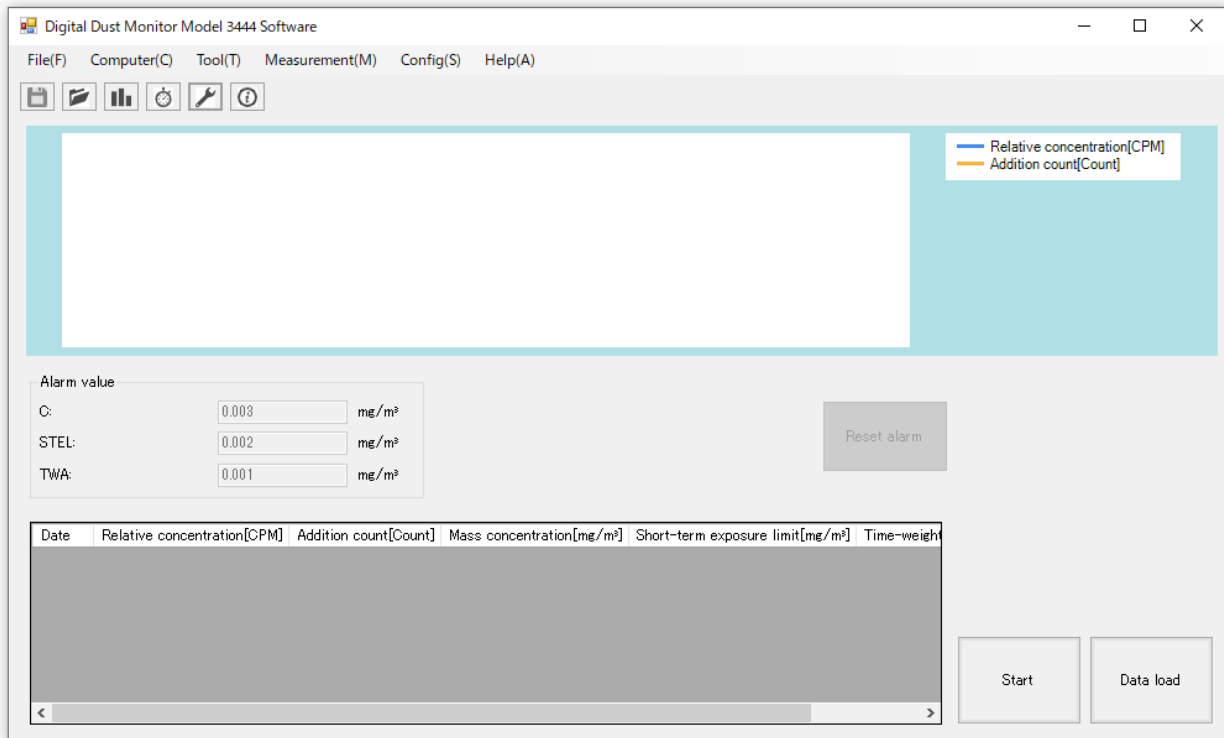 Digital Dust Monitor Model 3444 Software
File(F) Computer(C) Tool(T) Measurement(M) Config(S) Help(A)
Relative concentration[CPM]
Addition count[Count]
Alarm value
C: 0.003 mg/m³
STEL: 0.002 mg/m³
TWA: 0.001 mg/m³
Reset alarm
Date Relative concentration[CPM] Addition count[Count] Mass concentration[mg/m³] Short-term exposure limit[mg/m³] Time-weight
Start Data load